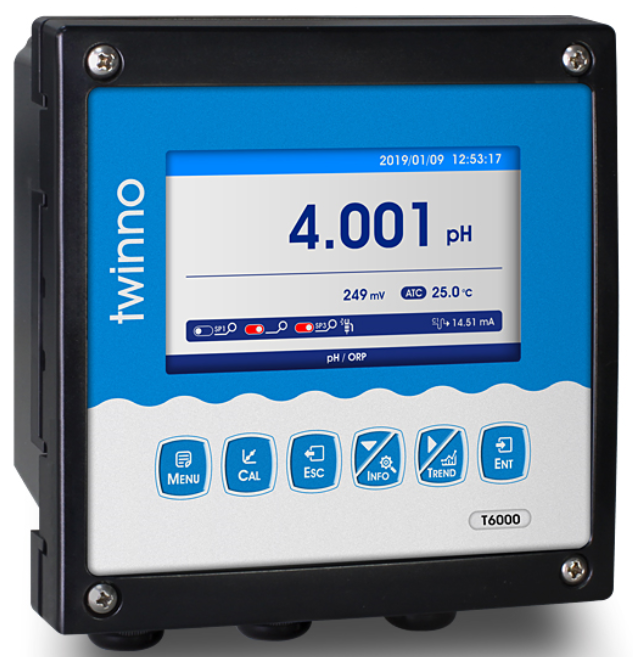 twinno
2019/01/09 12:53:17
4.001 pH
249 mV ATC 25.0 °C
SP1 SP3 14.51 mA
pH / ORP
MENU CAL ESC INFO TREND ENT
T6000